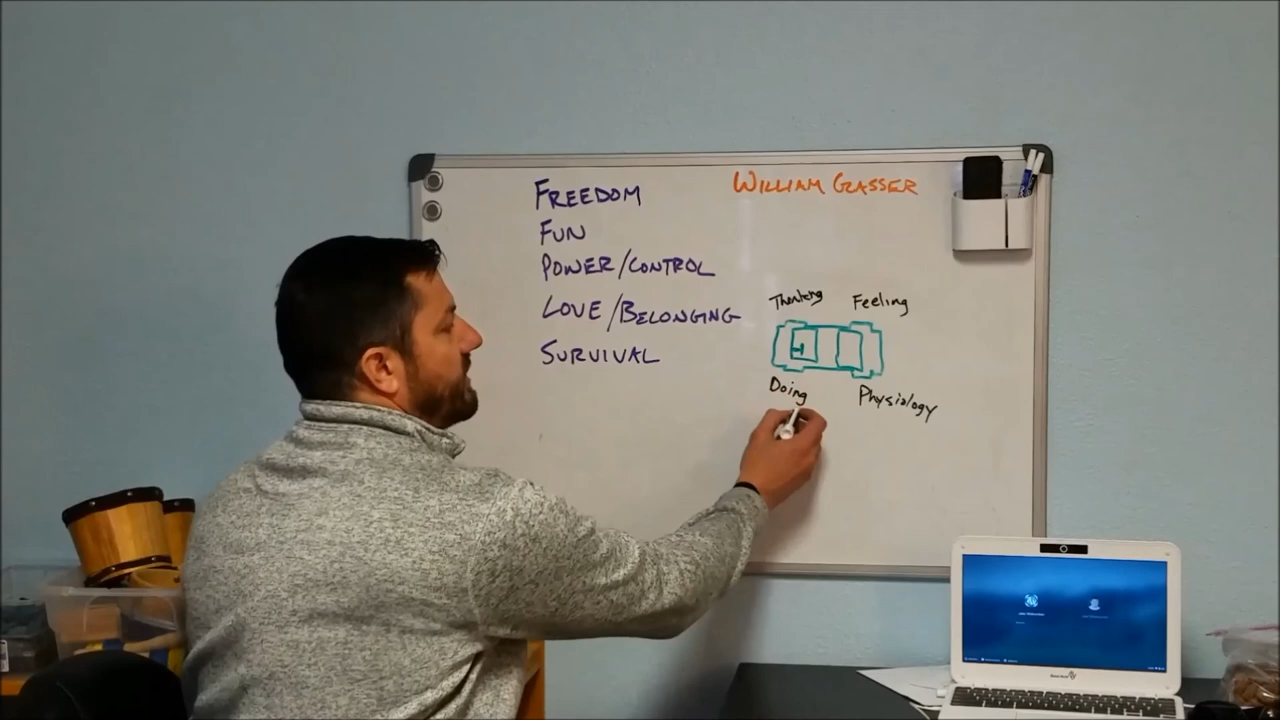 FREEDOM
FUN
POWER/CONTROL
LOVE/BELONGING
SURVIVAL
WILLIAM GLASSER
Thinking
Feeling
Doing
Physiology